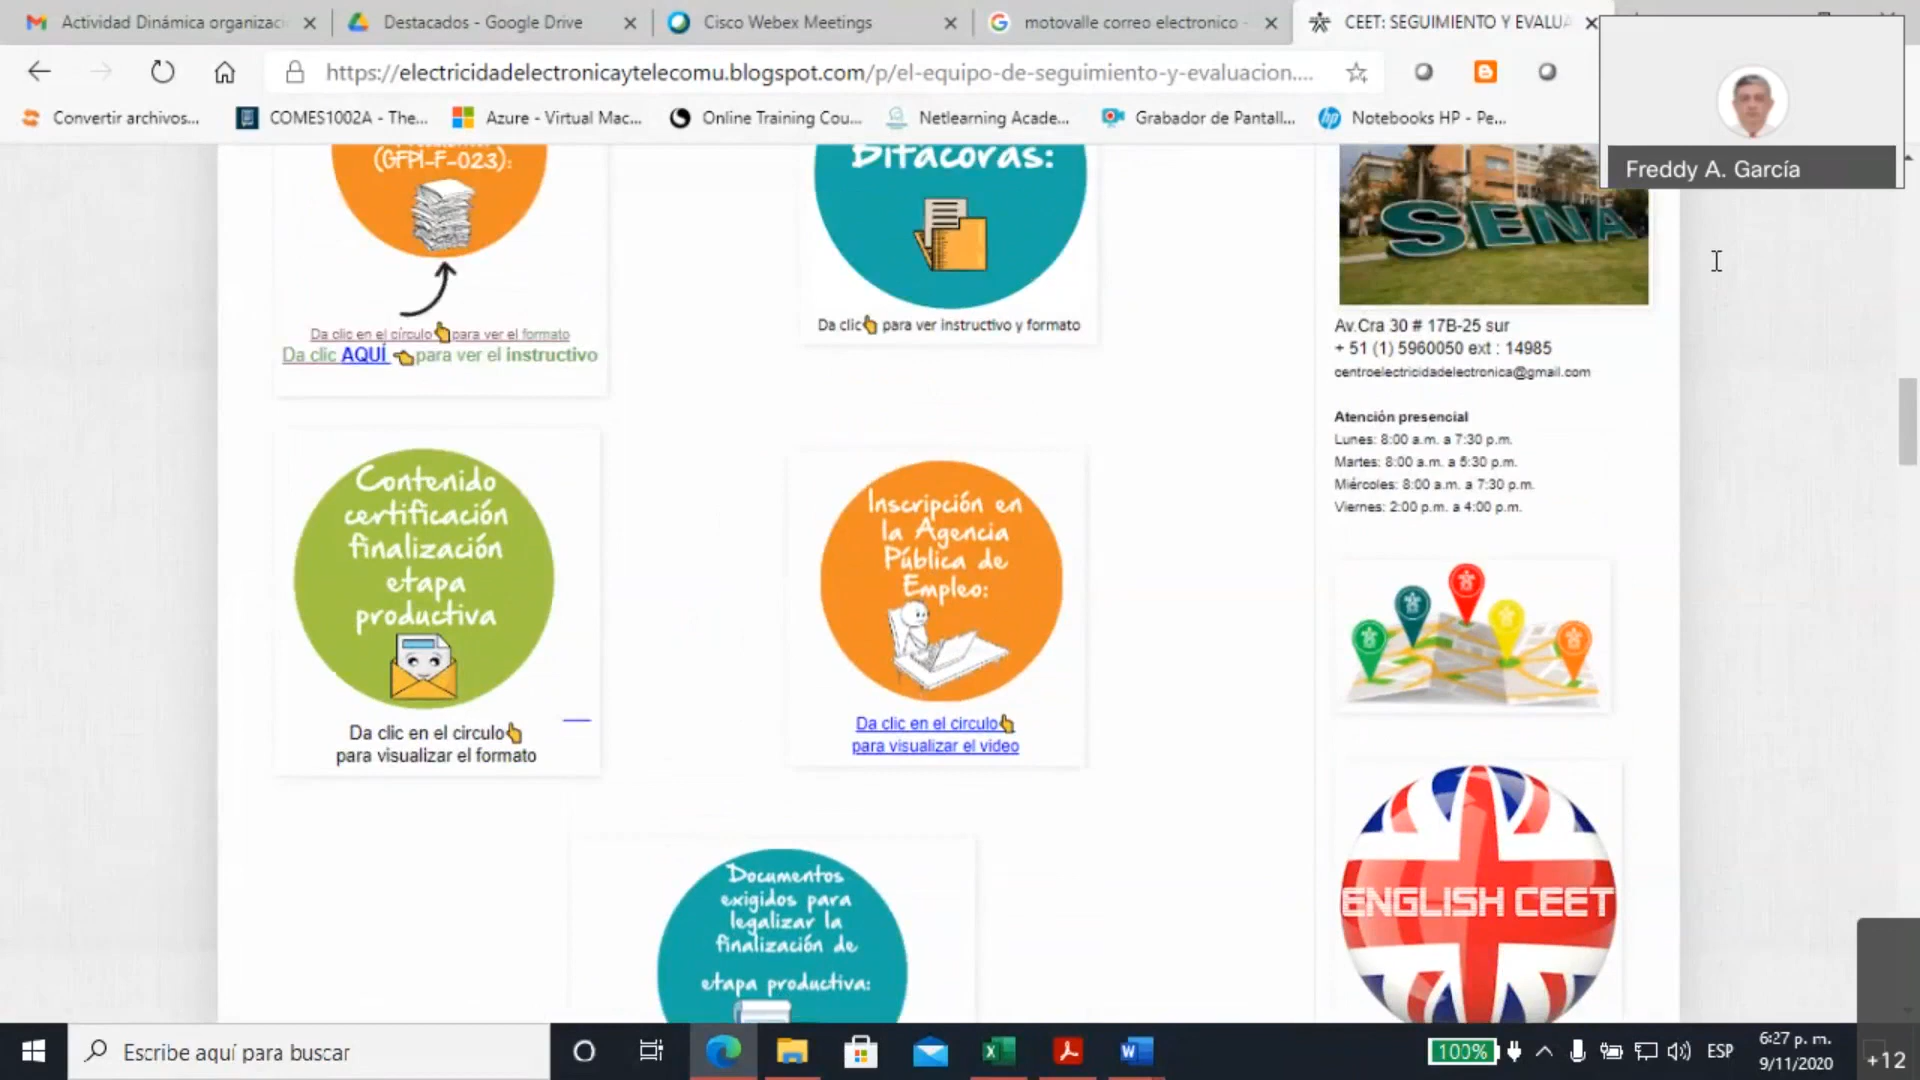 Actividad Dinámica organizaci
Destacados - Google Drive
Cisco Webex Meetings
motovalle correo electronico -
CEET: SEGUIMIENTO Y EVALUA
https://electricidadelectronicaytelecomu.blogspot.com/p/el-equipo-de-seguimiento-y-evaluacion....
Convertir archivos...
COMES1002A - The...
Azure - Virtual Mac...
Online Training Cou...
Netlearning Acade...
Grabador de Pantall...
Notebooks HP - Pe...
Freddy A. García
(GFPI-F-023):
Da clic en el círculo para ver el formato
Da clic AQUÍ para ver el instructivo
Bitácoras:
Da clic para ver instructivo y formato
Contenido
certificación
finalización
etapa
productiva
Da clic en el circulo
para visualizar el formato
Inscripción en
la Agencia
Pública de
Empleo:
Da clic en el circulo
para visualizar el video
Documentos
exigidos para
legalizar la
finalización de
etapa productiva:
SENA
Av.Cra 30 # 17B-25 sur
+ 51 (1) 5960050 ext : 14985
centroelectricidadelectronica@gmail.com
Atención presencial
Lunes: 8:00 a.m. a 7:30 p.m.
Martes: 8:00 a.m. a 5:30 p.m.
Miércoles: 8:00 a.m. a 7:30 p.m.
Viernes: 2:00 p.m. a 4:00 p.m.
ENGLISH CEET
Escribe aquí para buscar
100%
ESP
6:27 p. m.
9/11/2020
+12